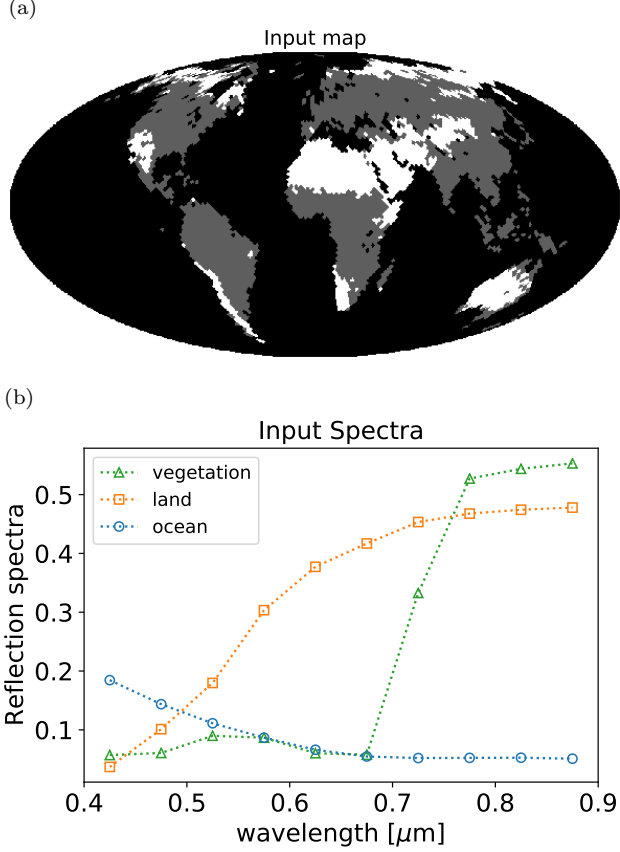 (a)
Input map
(b)
Input Spectra
vegetation
land
ocean
Reflection spectra
0.5
0.4
0.3
0.2
0.1
0.4 0.5 0.6 0.7 0.8 0.9
wavelength [μm]